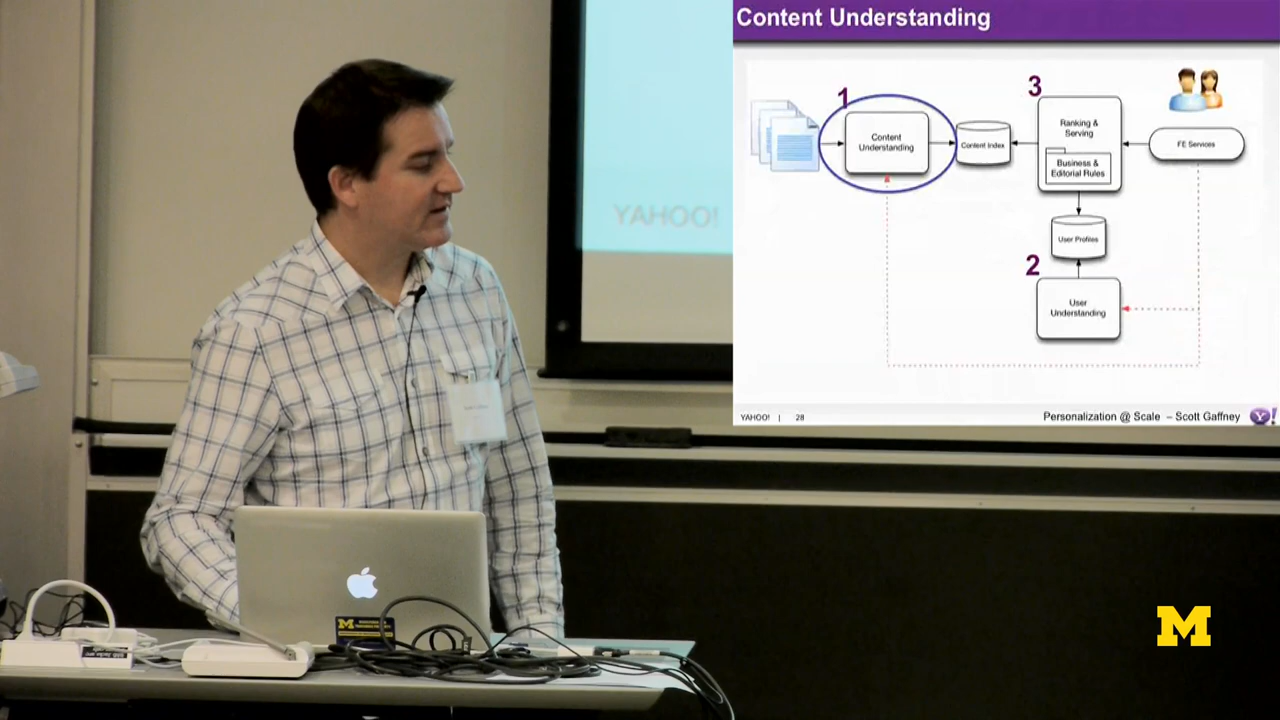 Content Understanding
1
Content
Understanding
Content Index
3
Ranking &
Serving
Business &
Editorial Rules
FE Services
User Profiles
2
User
Understanding
YAHOO! | 28
Personalization @ Scale – Scott Gaffney
Y!
YAHOO!
M
M